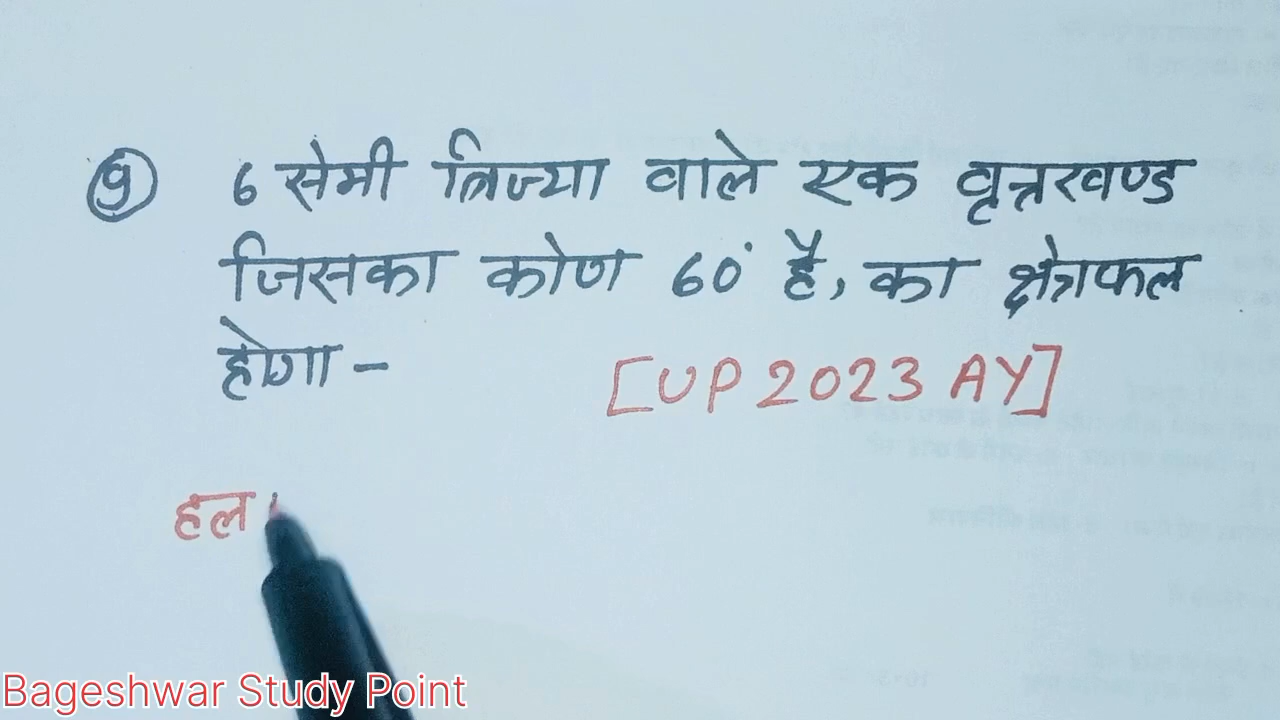 9 6 सेमी त्रिज्या वाले एक वृत्तखण्ड
जिसका कोण 60° है, का क्षेत्रफल
होगा -
[UP 2023 AY]
हल
Bageshwar Study Point